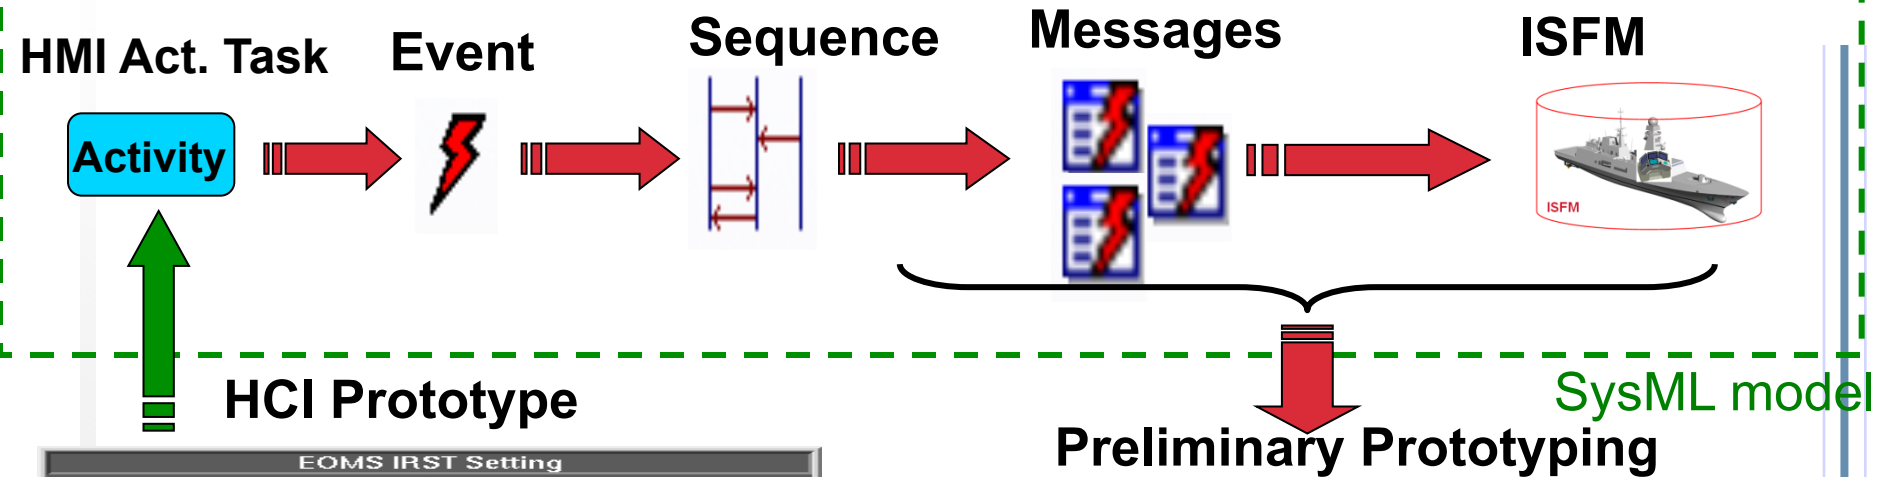 HMI Act. Task
Event
Sequence
Messages
ISFM
Activity
ISFM
HCI Prototype
SysML model
EOMS IRST Setting
Preliminary Prototyping